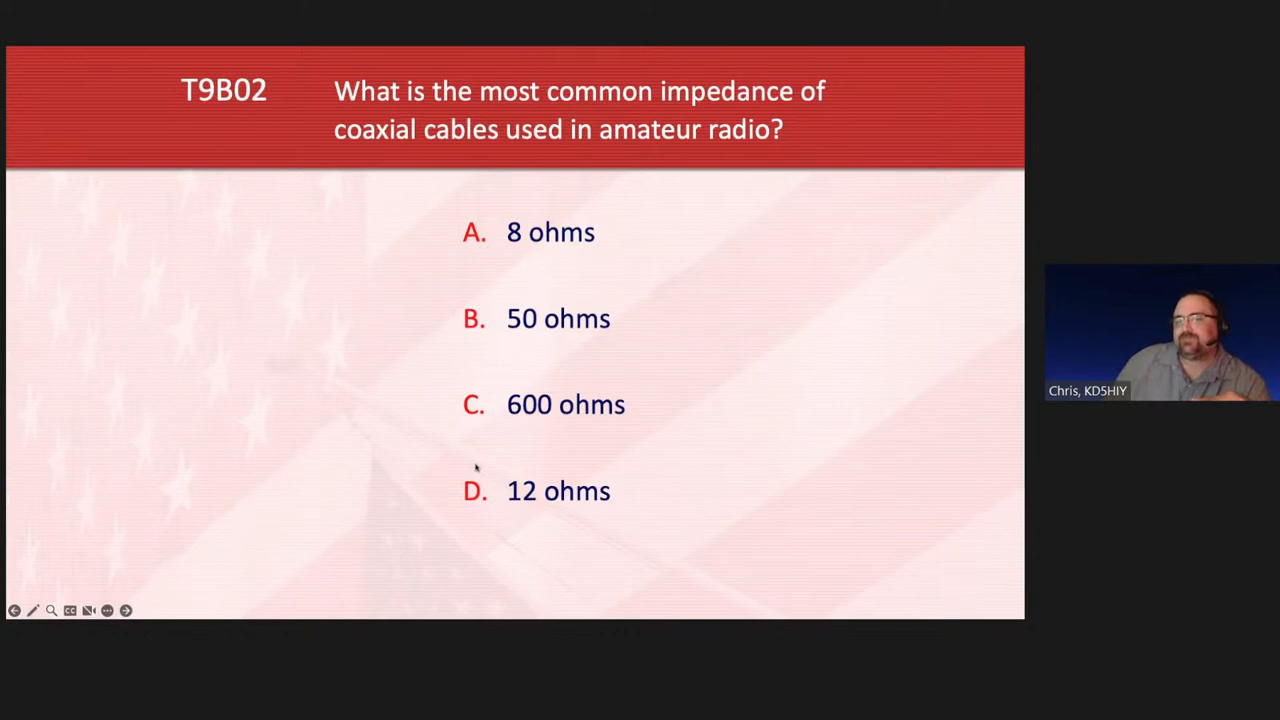 T9B02
What is the most common impedance of
coaxial cables used in amateur radio?
A. 8 ohms
B. 50 ohms
C. 600 ohms
D. 12 ohms
Chris, KD5HIY
CC